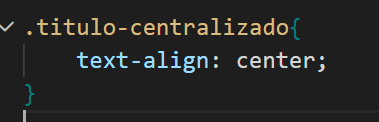 .titulo-centralizado{
    text-align: center;
}